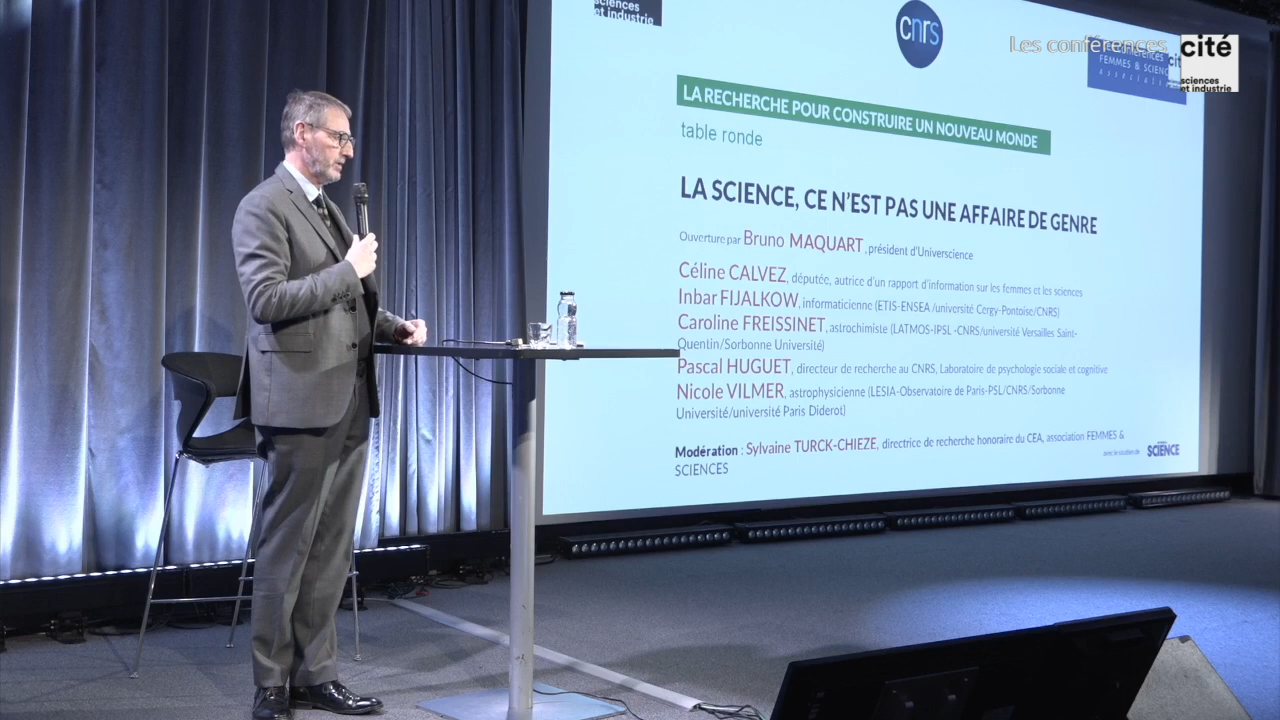 sciences
et industrie
cnrs
Les conférences
cité
sciences
et industrie
FEMMES & SCIENC
LA RECHERCHE POUR CONSTRUIRE UN NOUVEAU MONDE
table ronde
LA SCIENCE, CE N'EST PAS UNE AFFAIRE DE GENRE
Ouverture par Bruno MAQUART, président d'Universcience
Céline CALVEZ, députée, autrice d'un rapport d'information sur les femmes et les sciences
Inbar FIJALKOW, informaticienne (ETIS-ENSEA /université Cergy-Pontoise/CNRS)
Caroline FREISSINET, astrochimiste (LATMOS-IPSL -CNRS/université Versailles Saint-
Quentin/Sorbonne Université)
Pascal HUGUET, directeur de recherche au CNRS, Laboratoire de psychologie sociale et cognitive
Nicole VILMER, astrophysicienne (LESIA-Observatoire de Paris-PSL/CNRS/Sorbonne
Université/université Paris Diderot)
Modération : Sylvaine TURCK-CHIEZE, directrice de recherche honoraire du CEA, association FEMMES &
SCIENCES
avec le soutien de
SCIENCE